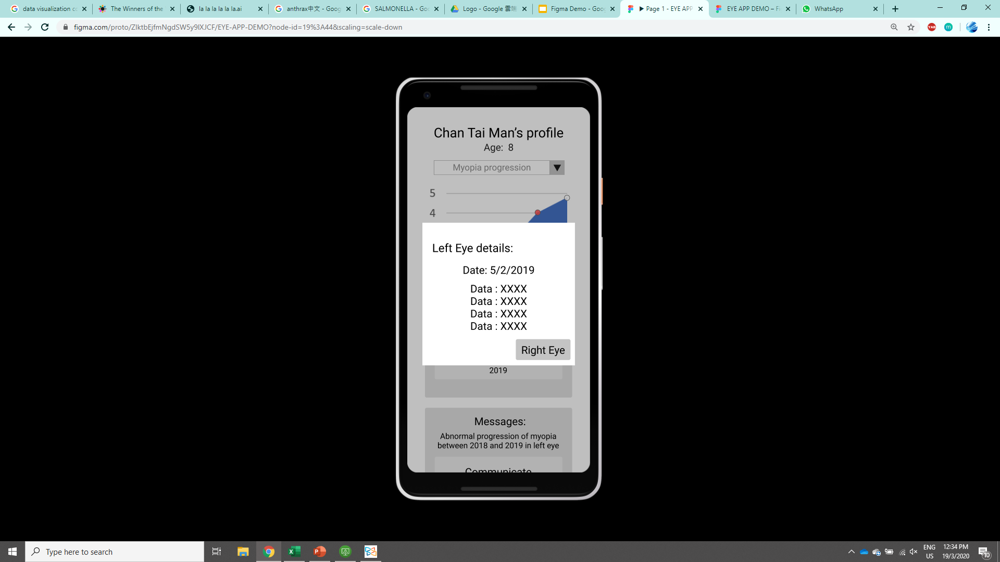 data visualization co
The Winners of the
la la la la la la.ai
anthrax中文 - Goog
SALMONELLA - Goo
Logo - Google 雲端
Figma Demo - Goog
▶ Page 1 - EYE APP
EYE APP DEMO – Fi
WhatsApp
figma.com/proto/ZlktbEjfmNgdSW5y9lXJCF/EYE-APP-DEMO?node-id=19%3A44&scaling=scale-down
YAB
m
Chan Tai Man's profile
Age: 8
Myopia progression
5
4
Left Eye details:
Date: 5/2/2019
Data : XXXX
Data : XXXX
Data : XXXX
Data : XXXX
Right Eye
2019
Messages:
Abnormal progression of myopia
between 2018 and 2019 in left eye
Communicate
Type here to search
ENG
US
12:34 PM
19/3/2020
10